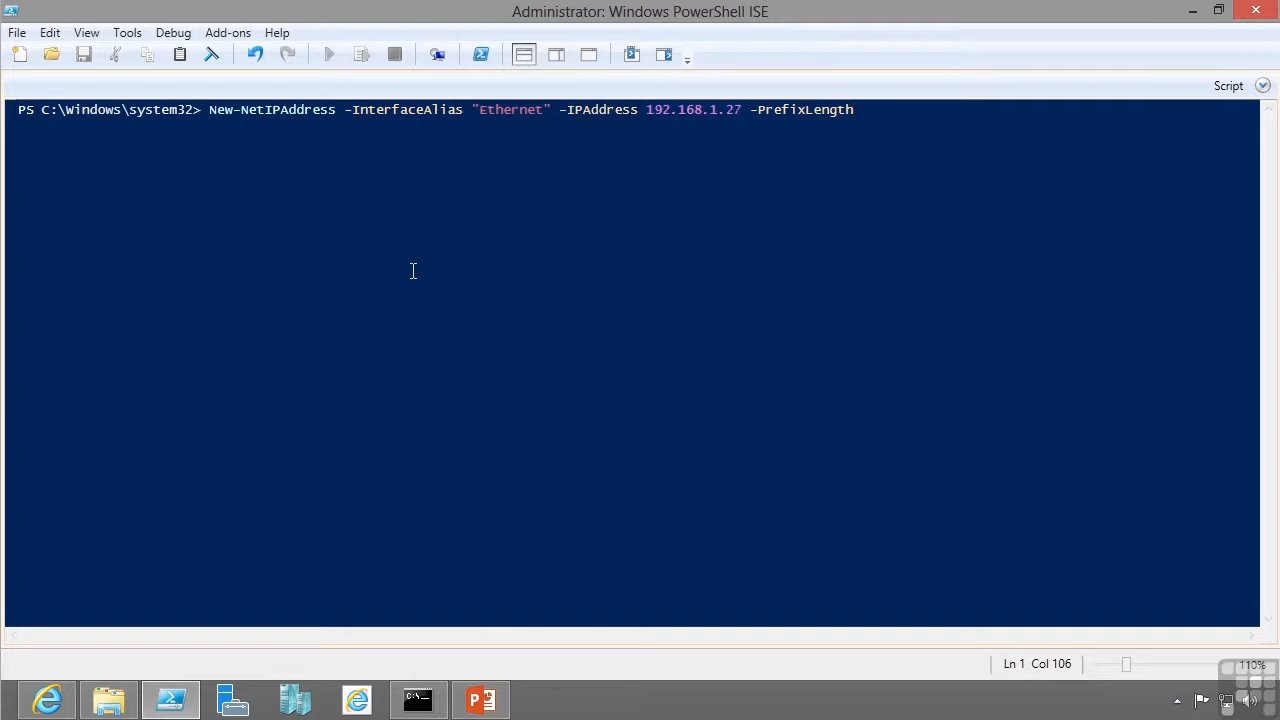 Administrator: Windows PowerShell ISE
File Edit View Tools Debug Add-ons Help
Script
PS C:\Windows\system32> New-NetIPAddress -InterfaceAlias "Ethernet" -IPAddress 192.168.1.27 -PrefixLength
Ln 1 Col 106
110%